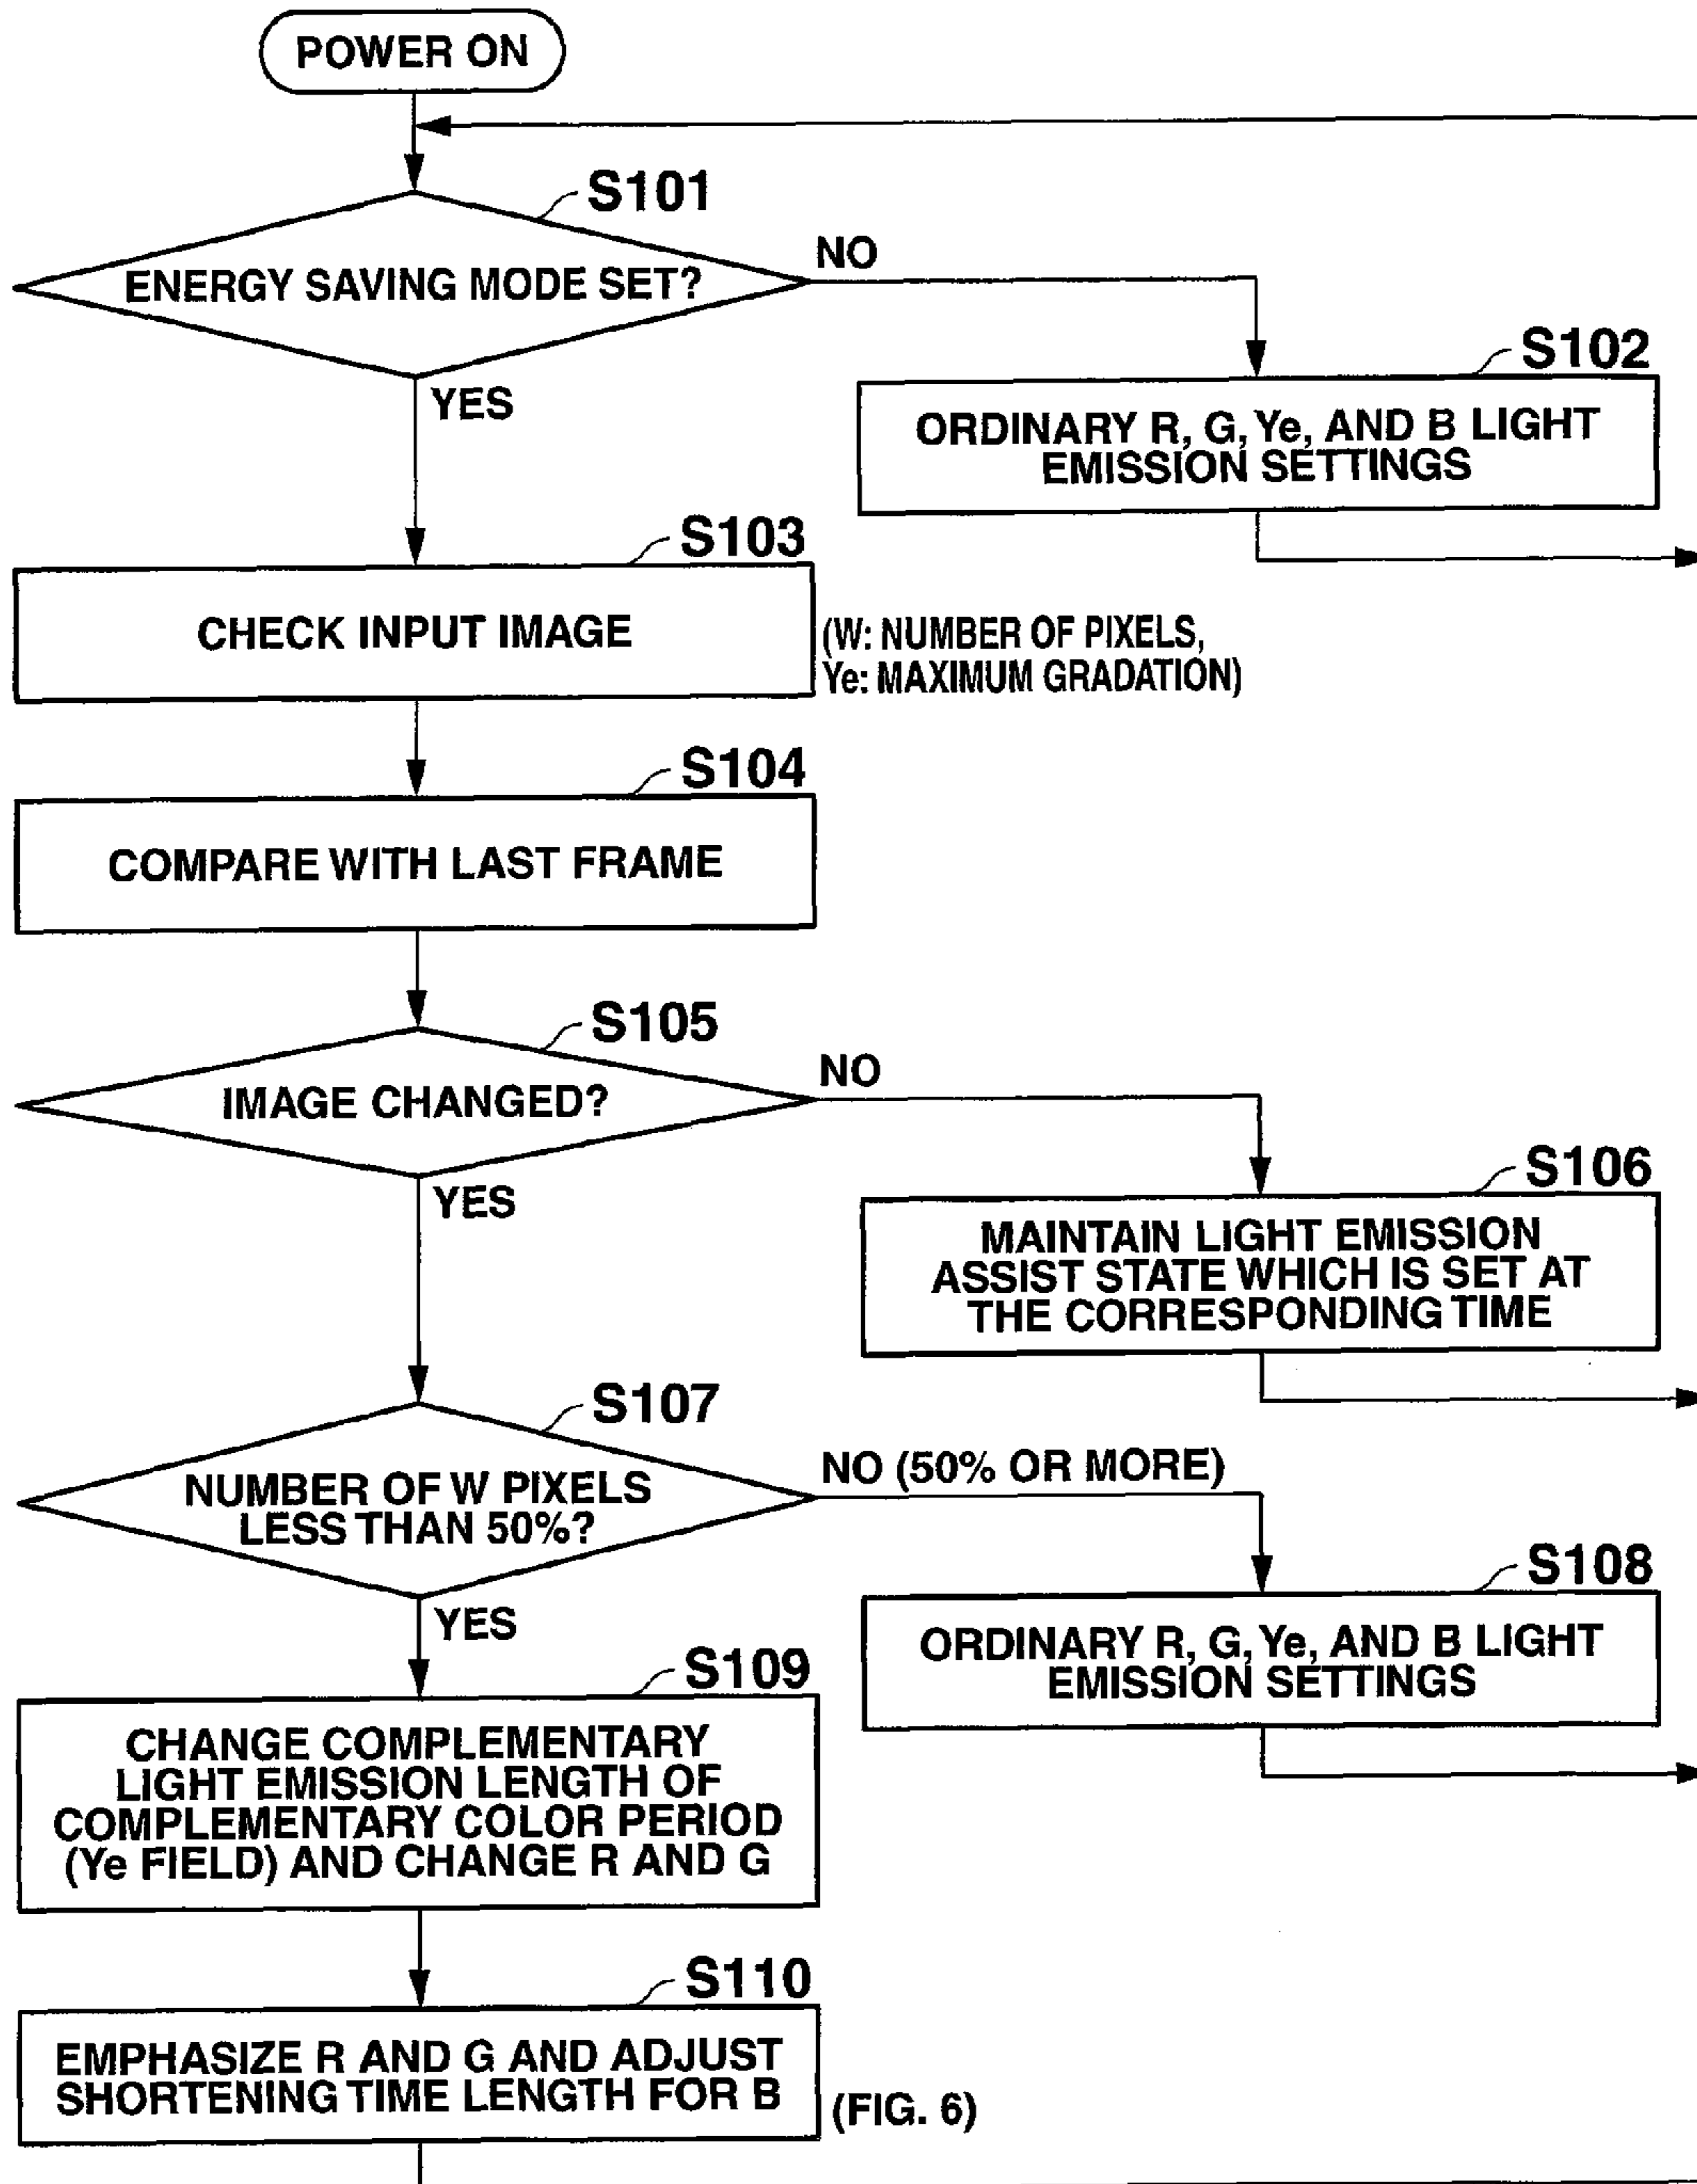 POWER ON
S101
ENERGY SAVING MODE SET?
NO
YES
S102
ORDINARY R, G, Ye, AND B LIGHT
EMISSION SETTINGS
S103
CHECK INPUT IMAGE
(W: NUMBER OF PIXELS,
Ye: MAXIMUM GRADATION)
S104
COMPARE WITH LAST FRAME
S105
IMAGE CHANGED?
NO
YES
S106
MAINTAIN LIGHT EMISSION
ASSIST STATE WHICH IS SET AT
THE CORRESPONDING TIME
S107
NUMBER OF W PIXELS
LESS THAN 50%?
NO (50% OR MORE)
YES
S108
ORDINARY R, G, Ye, AND B LIGHT
EMISSION SETTINGS
S109
CHANGE COMPLEMENTARY
LIGHT EMISSION LENGTH OF
COMPLEMENTARY COLOR PERIOD
(Ye FIELD) AND CHANGE R AND G
S110
EMPHASIZE R AND G AND ADJUST
SHORTENING TIME LENGTH FOR B
(FIG. 6)